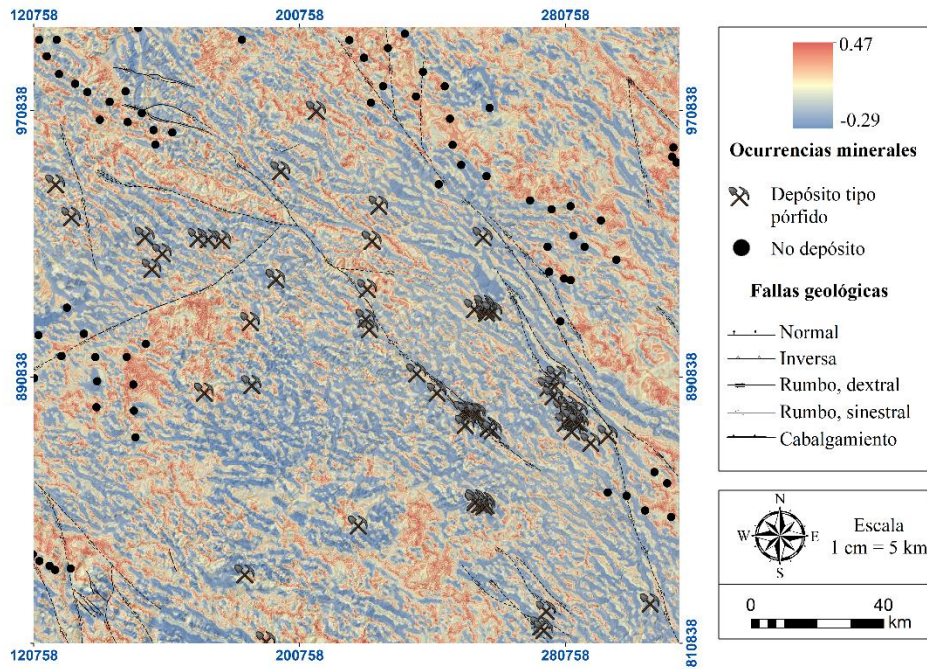 120758
200758
280758
970838
970838
890838
890838
120758
200758
280758
810838
0.47
-0.29
Ocurrencias minerales
Depósito tipo
pórfido
No depósito
Fallas geológicas
Normal
Inversa
Rumbo, dextral
Rumbo, sinestral
Cabalgamiento
N
W
E
S
Escala
1 cm = 5 km
0
40
km